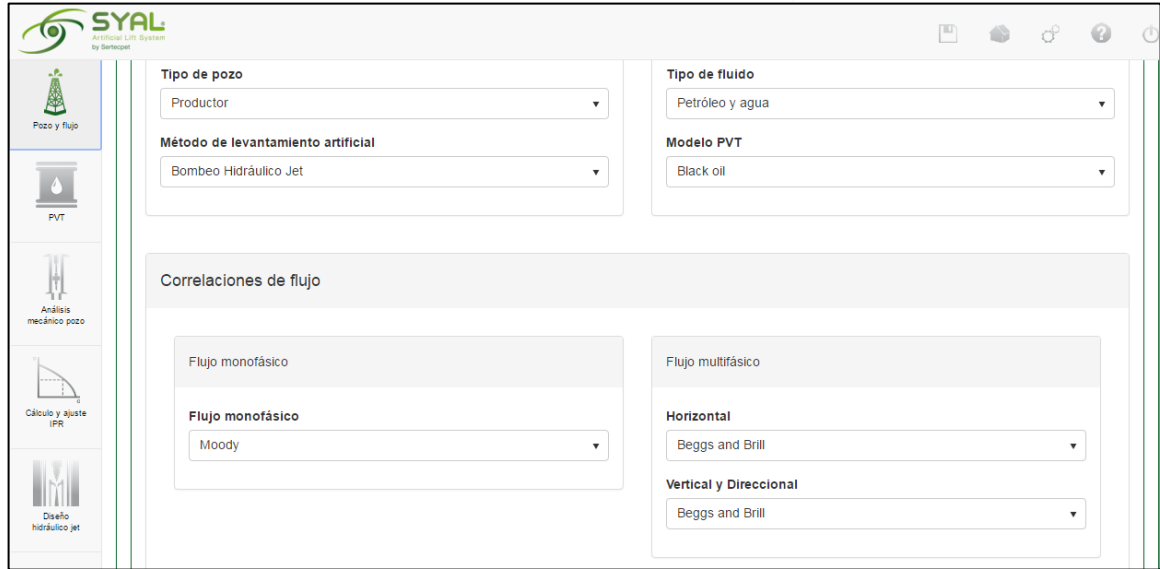 SYAL
Artificial Lift System
by Sertecpet
Pozo y flujo
PVT
Análisis
mecánico pozo
Cálculo y ajuste
IPR
Diseño
hidráulico jet
Tipo de pozo
Productor
Método de levantamiento artificial
Bombeo Hidráulico Jet
Tipo de fluido
Petróleo y agua
Modelo PVT
Black oil
Correlaciones de flujo
Flujo monofásico
Flujo monofásico
Moody
Flujo multifásico
Horizontal
Beggs and Brill
Vertical y Direccional
Beggs and Brill